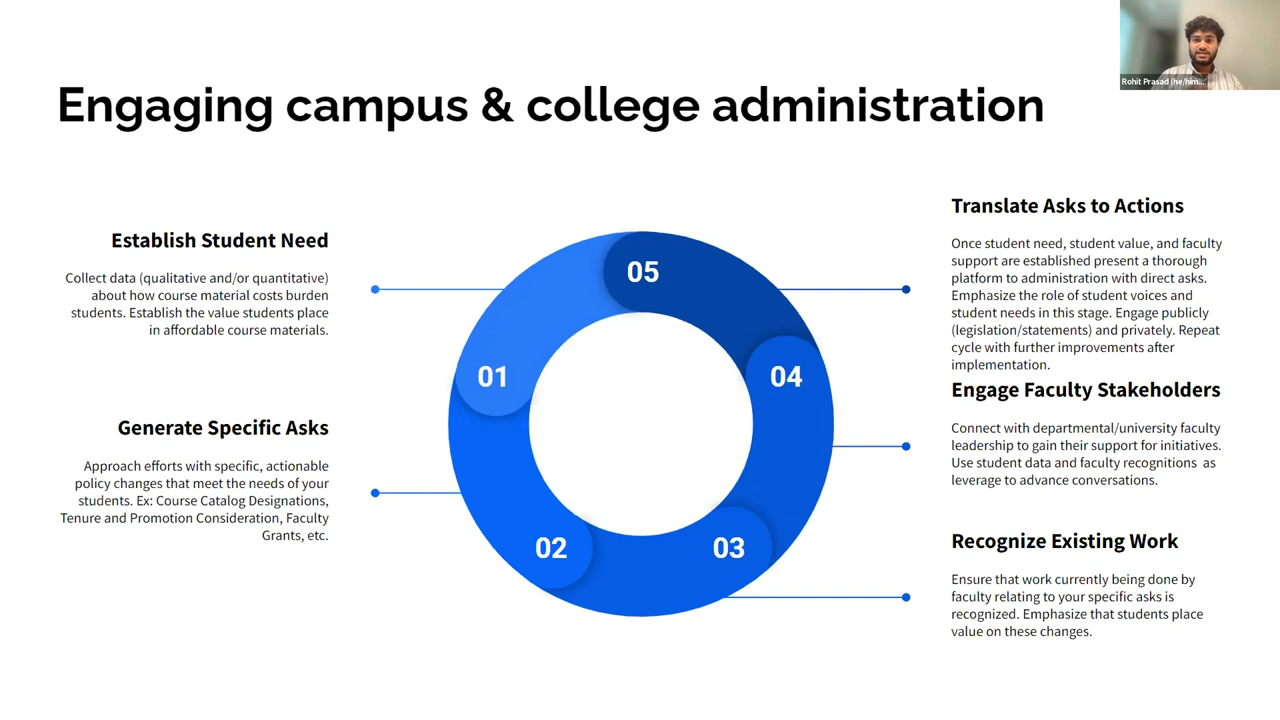 Rohit Prasad (he/him...
Engaging campus & college administration
Establish Student Need
Collect data (qualitative and/or quantitative)
about how course material costs burden
students. Establish the value students place
in affordable course materials.
Generate Specific Asks
Approach efforts with specific, actionable
policy changes that meet the needs of your
students. Ex: Course Catalog Designations,
Tenure and Promotion Consideration, Faculty
Grants, etc.
05
01
04
02
03
Translate Asks to Actions
Once student need, student value, and faculty
support are established present a thorough
platform to administration with direct asks.
Emphasize the role of student voices and
student needs in this stage. Engage publicly
(legislation/statements) and privately. Repeat
cycle with further improvements after
implementation.
Engage Faculty Stakeholders
Connect with departmental/university faculty
leadership to gain their support for initiatives.
Use student data and faculty recognitions as
leverage to advance conversations.
Recognize Existing Work
Ensure that work currently being done by
faculty relating to your specific asks is
recognized. Emphasize that students place
value on these changes.